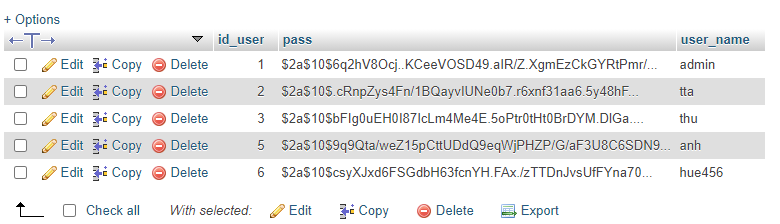 + Options
id_user pass user_name
Edit Copy Delete 1 $2a$10$6q2hV8Ocj..KCeeVOSD49.aIR/Z.XgmEzCkGYRtPmr/... admin
Edit Copy Delete 2 $2a$10$.cRnpZys4Fn/1BQayvIUNe0b7.r6xnf31aa6.5y48hF... tta
Edit Copy Delete 3 $2a$10$bFIg0uEH0I87IcLm4Me4E.5oPtr0tHt0BrDYM.DlGa.... thu
Edit Copy Delete 5 $2a$10$9q9Qta/weZ15pCttUDdQ9eqWjPHZP/G/aF3U8C6SDN9... anh
Edit Copy Delete 6 $2a$10$csyXJxd6FSGdbH63fcnYH.FAx./zTTDnJvsUfFYna70... hue456
Check all With selected: Edit Copy Delete Export